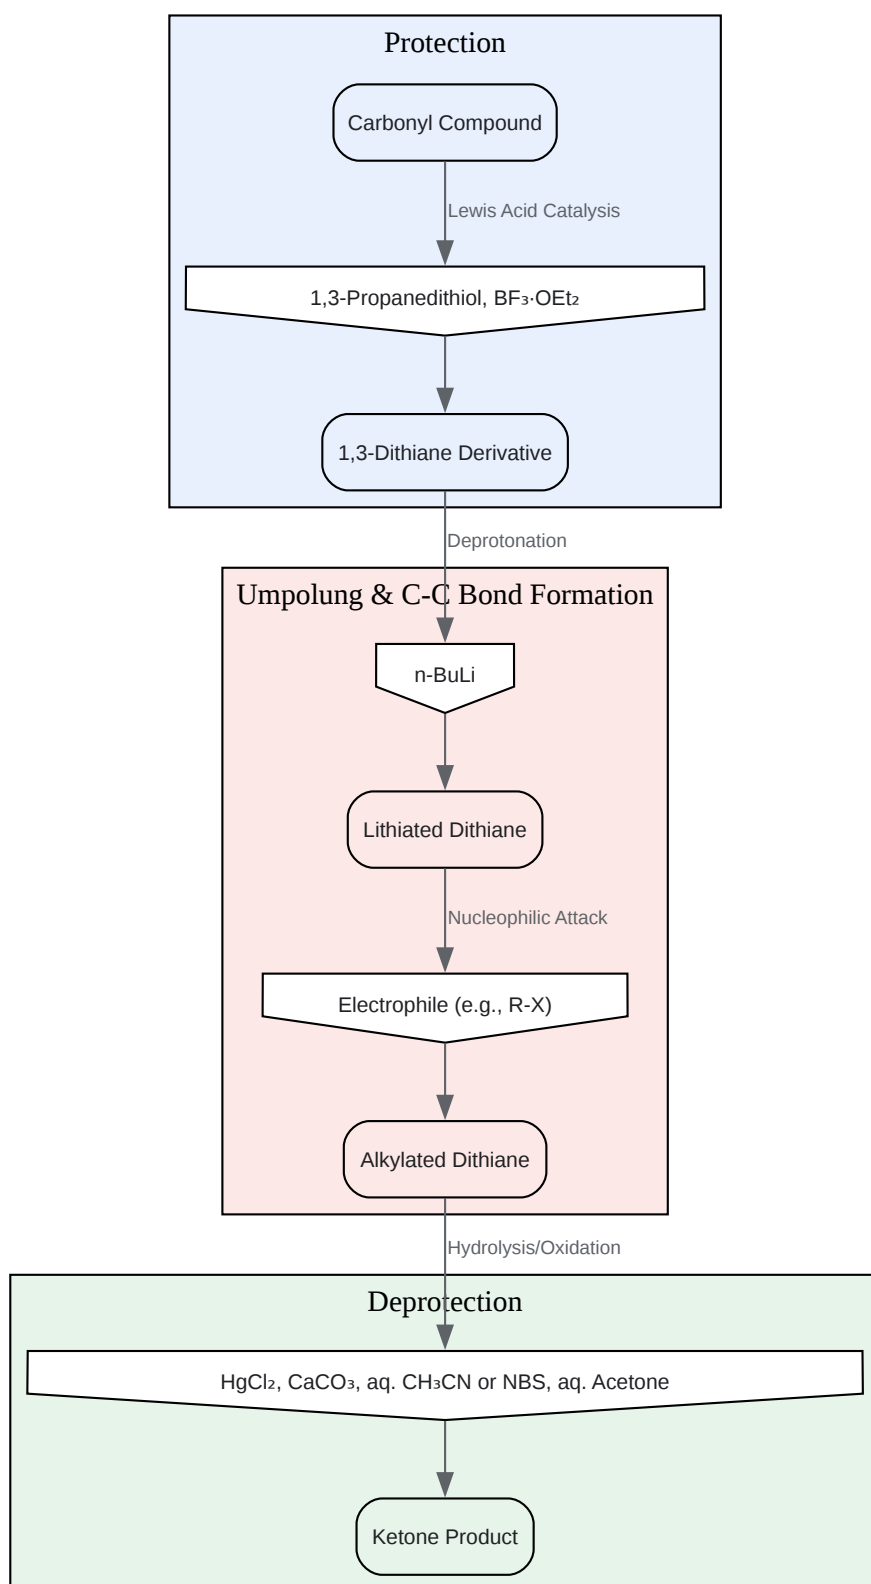 Protection
Carbonyl Compound
Lewis Acid Catalysis
1,3-Propanedithiol, BF₃·OEt₂
1,3-Dithiane Derivative
Deprotonation
Umpolung & C-C Bond Formation
n-BuLi
Lithiated Dithiane
Nucleophilic Attack
Electrophile (e.g., R-X)
Alkylated Dithiane
Hydrolysis/Oxidation
Deprotection
HgCl₂, CaCO₃, aq. CH₃CN or NBS, aq. Acetone
Ketone Product